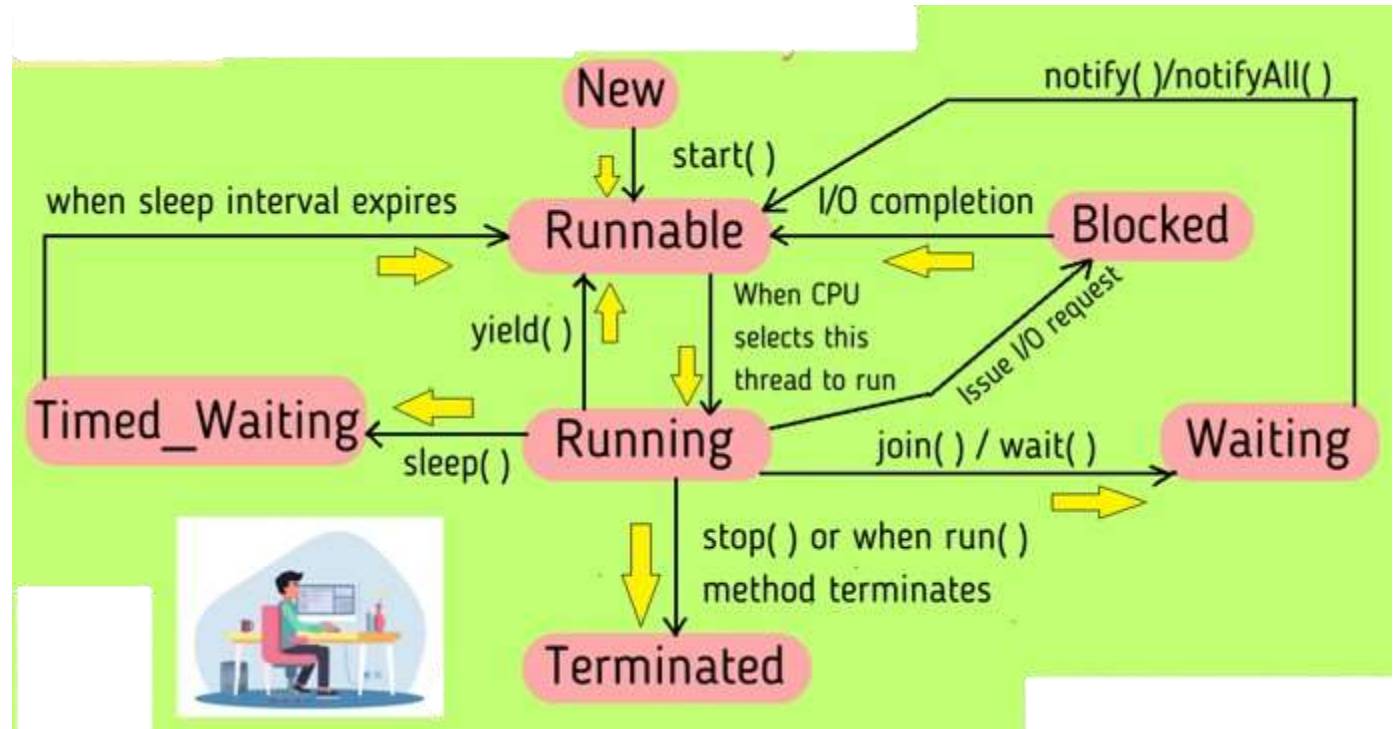 New
notify( )/notifyAll( )
start( )
when sleep interval expires
Runnable
I/O completion
Blocked
When CPU
selects this
thread to run
yield( )
Issue I/O request
Timed_Waiting
sleep( )
Running
join( ) / wait( )
Waiting
stop( ) or when run( )
method terminates
Terminated